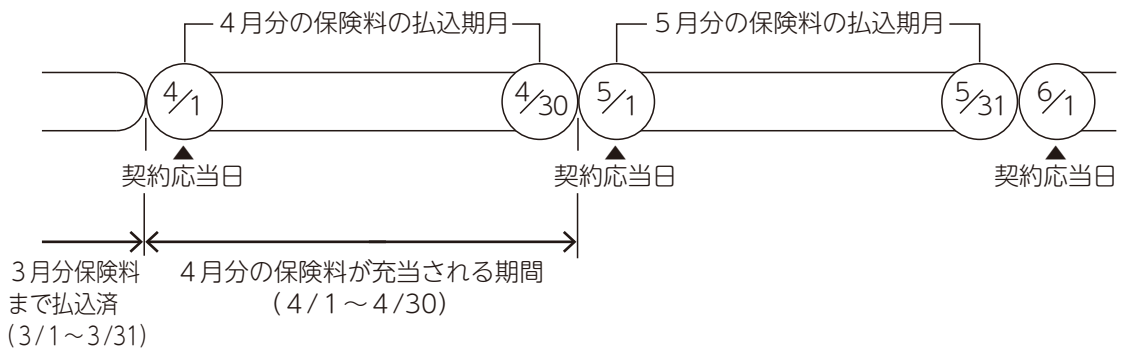 ４月分の保険料の払込期月
５月分の保険料の払込期月
4/1
4/30
5/1
5/31
6/1
契約応当日
契約応当日
契約応当日
３月分保険料
まで払込済
(3/1～3/31)
４月分の保険料が充当される期間
（4/1～4/30）